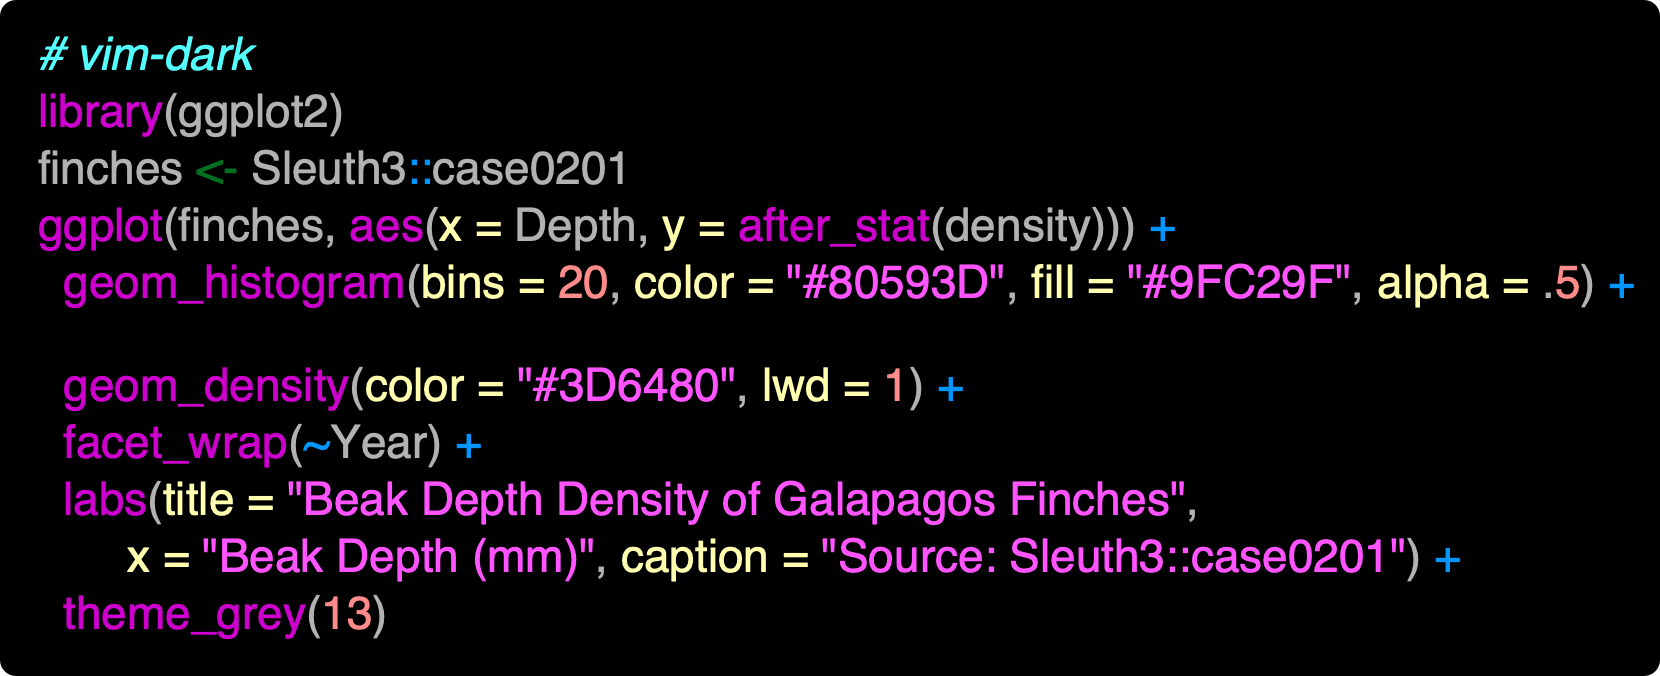 # vim-dark
library(ggplot2)
finches <- Sleuth3::case0201
ggplot(finches, aes(x = Depth, y = after_stat(density))) +
  geom_histogram(bins = 20, color = "#80593D", fill = "#9FC29F", alpha = .5) +
  geom_density(color = "#3D6480", lwd = 1) +
  facet_wrap(~Year) +
  labs(title = "Beak Depth Density of Galapagos Finches",
       x = "Beak Depth (mm)", caption = "Source: Sleuth3::case0201") +
  theme_grey(13)